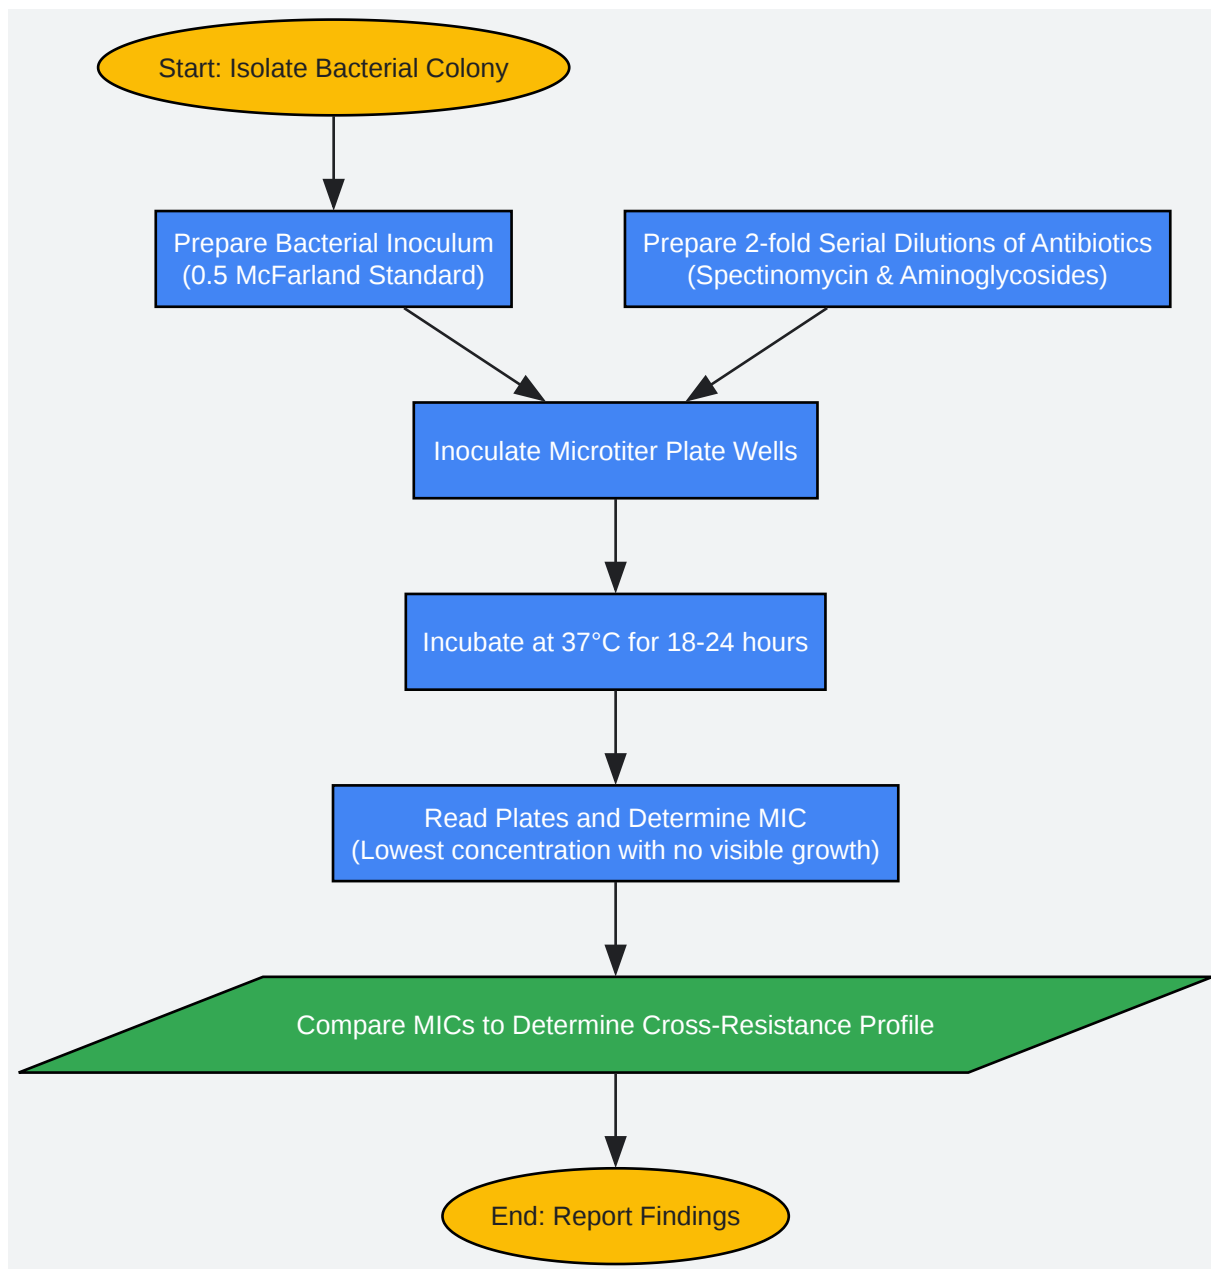 Start: Isolate Bacterial Colony
Prepare Bacterial Inoculum
(0.5 McFarland Standard)
Prepare 2-fold Serial Dilutions of Antibiotics
(Spectinomycin & Aminoglycosides)
Inoculate Microtiter Plate Wells
Incubate at 37°C for 18-24 hours
Read Plates and Determine MIC
(Lowest concentration with no visible growth)
Compare MICs to Determine Cross-Resistance Profile
End: Report Findings